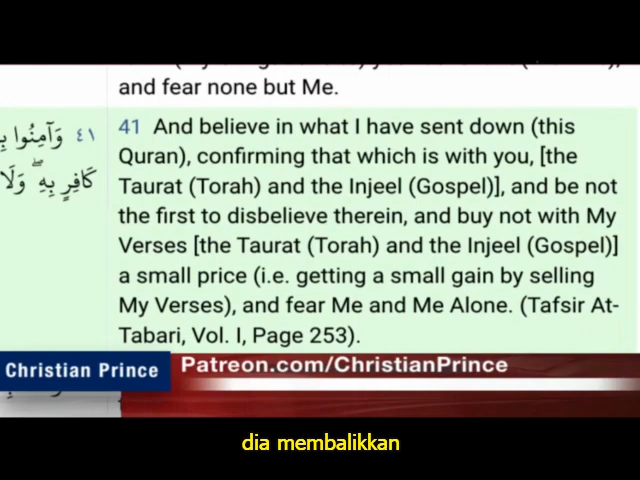 and fear none but Me.
٤١ وَآمِنُوا
41 And believe in what I have sent down (this
Quran), confirming that which is with you, [the
كَافِرٍ بِهِ ۖ وَلَا
Taurat (Torah) and the Injeel (Gospel)], and be not
the first to disbelieve therein, and buy not with My
Verses [the Taurat (Torah) and the Injeel (Gospel)]
a small price (i.e. getting a small gain by selling
My Verses), and fear Me and Me Alone. (Tafsir At-
Tabari, Vol. I, Page 253).
Christian Prince
Patreon.com/ChristianPrince
dia membalikkan